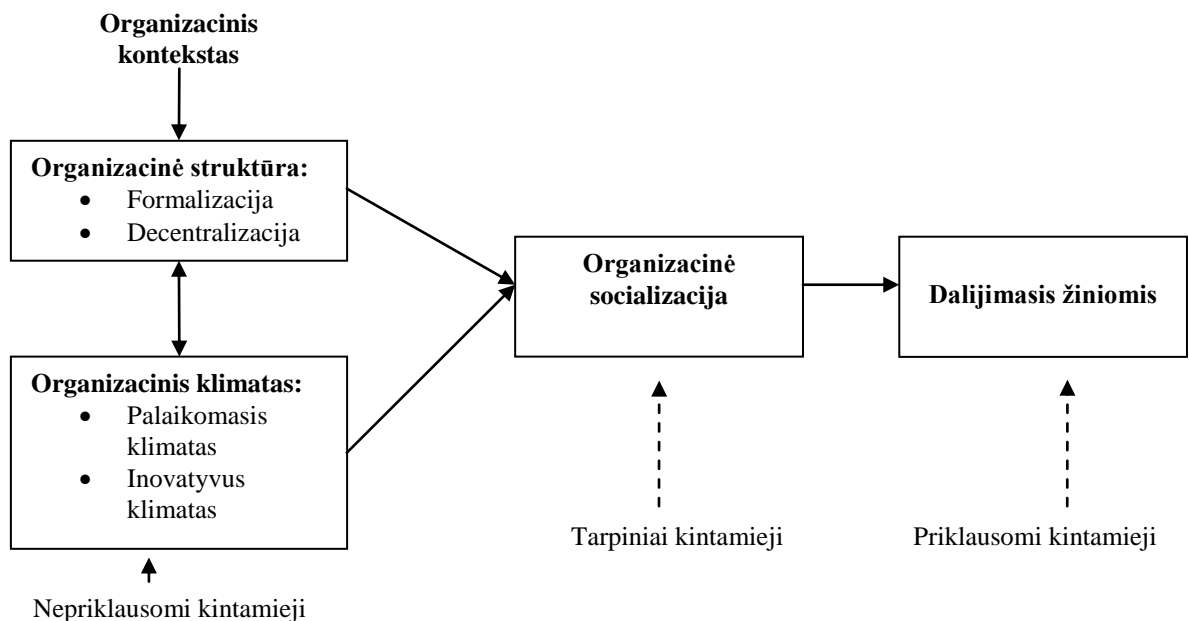 Organizacinis
kontekstas
Organizacinė struktūra:
• Formalizacija
• Decentralizacija
Organizacinis klimatas:
• Palaikomasis
klimatas
• Inovatyvus
klimatas
Nepriklausomi kintamieji
Organizacinė
socializacija
Tarpiniai kintamieji
Dalijimasis žiniomis
Priklausomi kintamieji